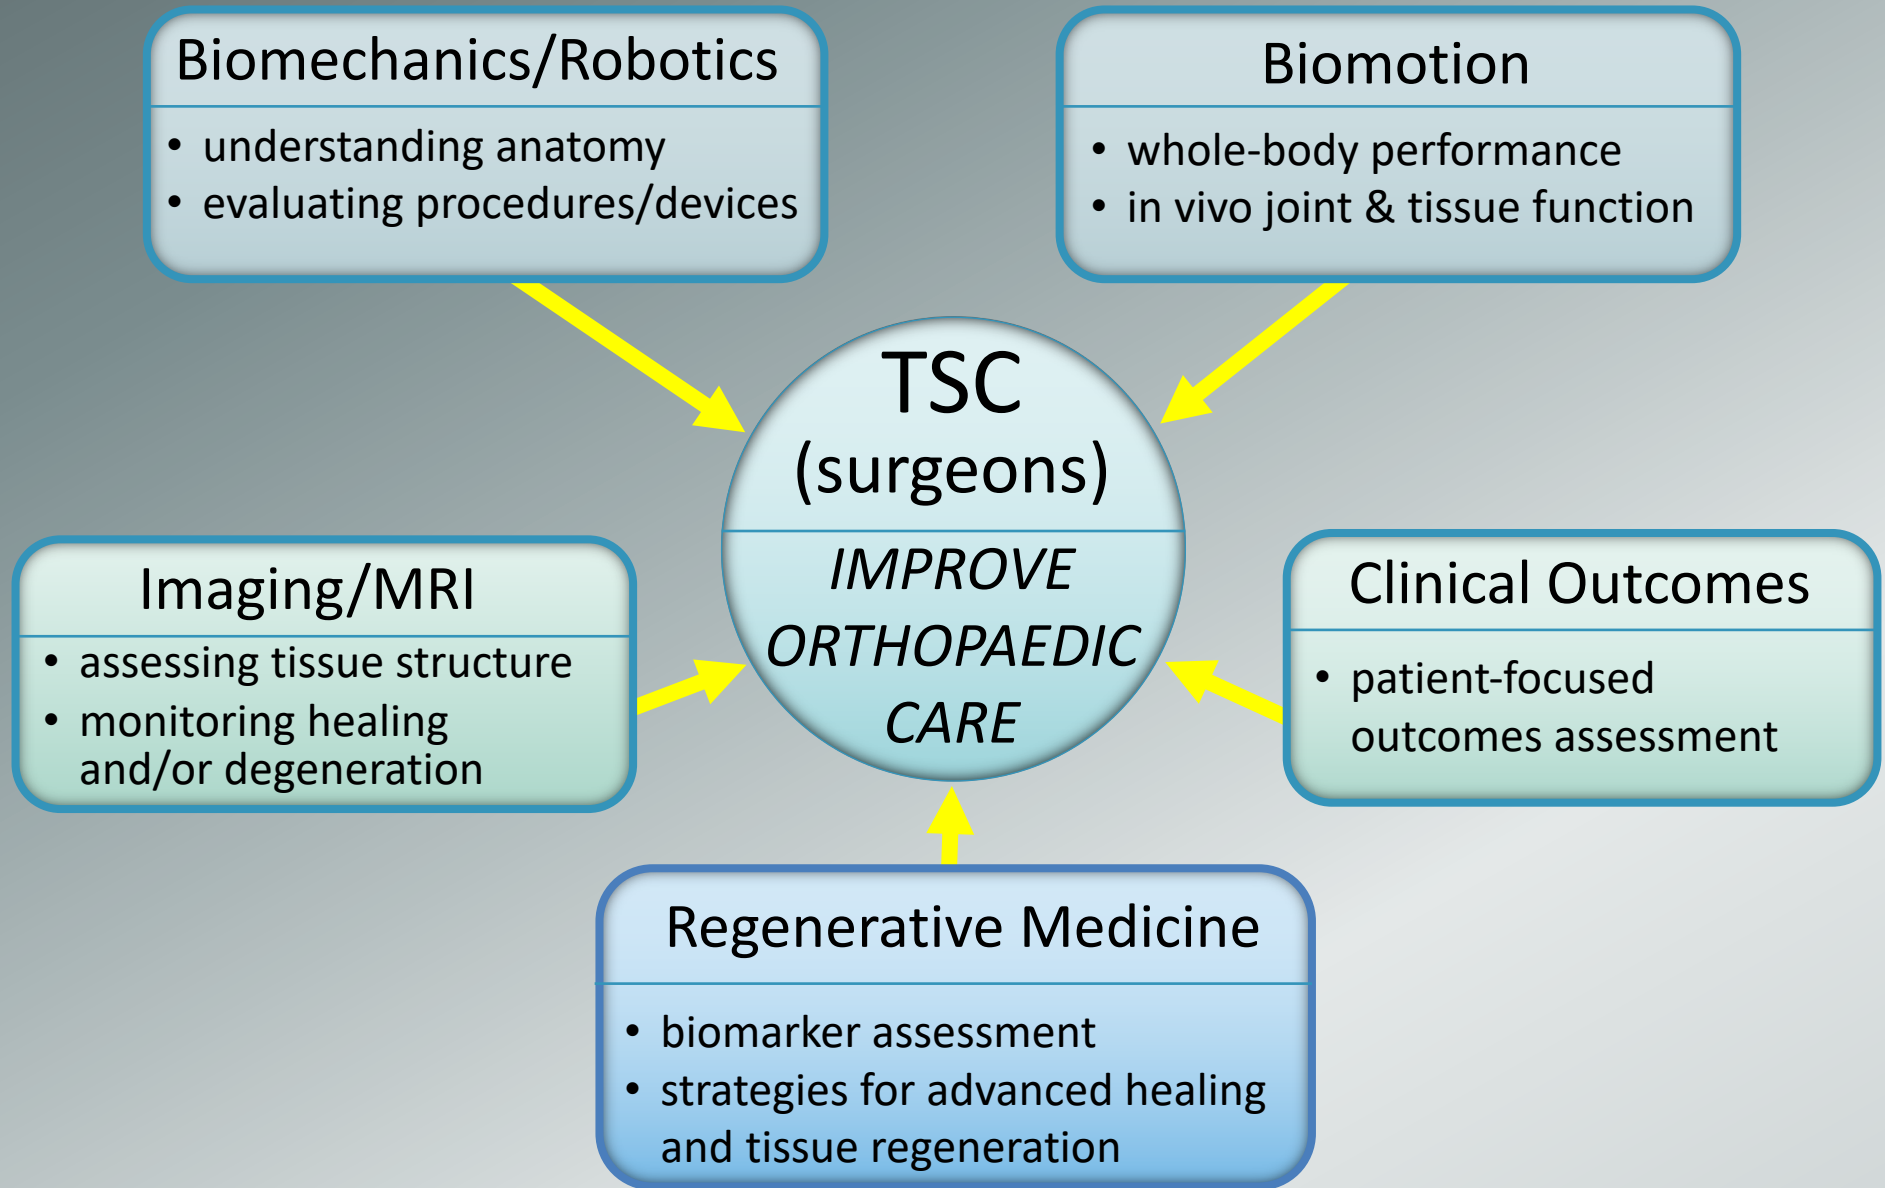 Biomechanics/Robotics
• understanding anatomy
• evaluating procedures/devices
Biomotion
• whole-body performance
• in vivo joint & tissue function
TSC
(surgeons)
IMPROVE
ORTHOPAEDIC
CARE
Imaging/MRI
• assessing tissue structure
• monitoring healing
and/or degeneration
Clinical Outcomes
• patient-focused
outcomes assessment
Regenerative Medicine
• biomarker assessment
• strategies for advanced healing
and tissue regeneration